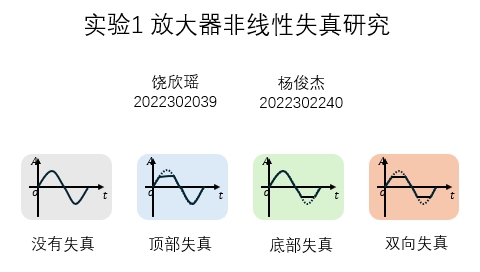 实验1 放大器非线性失真研究
饶欣瑶 杨俊杰
2022302039 2022302240
A A A A
o t o t o t o t
没有失真 顶部失真 底部失真 双向失真